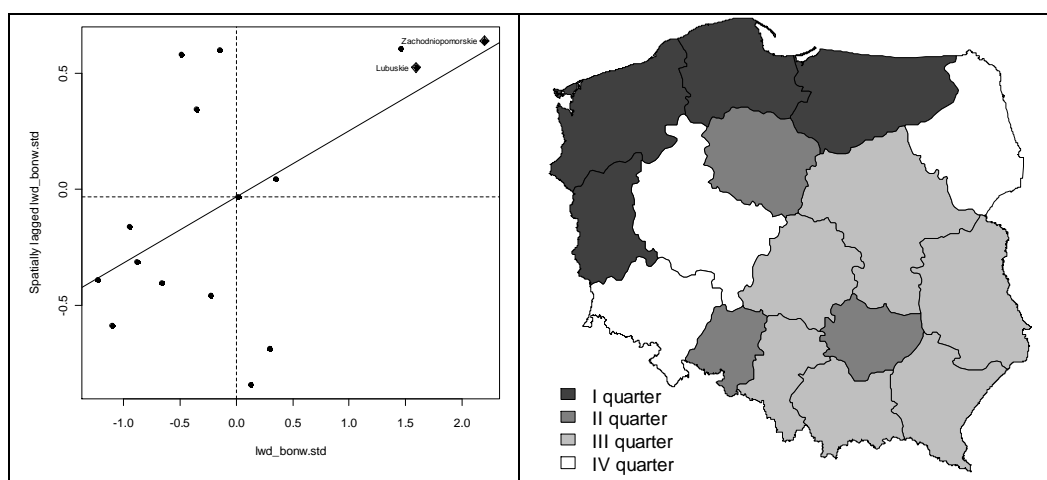 Zachodniopomorskie
Lubuskie
0.5
0.0
-0.5
Spatially lagged lwd_bonw.std
-1.0
-0.5
0.0
0.5
1.0
1.5
2.0
lwd_bonw.std
I quarter
II quarter
III quarter
IV quarter